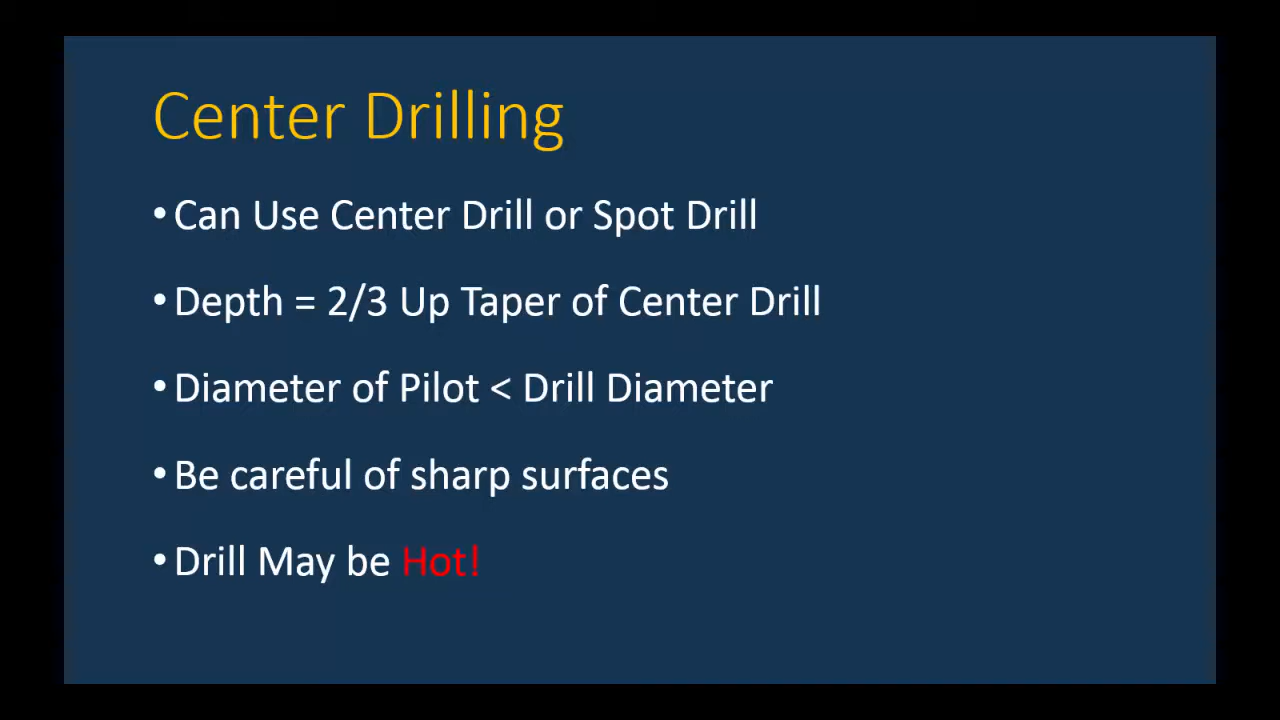 Center Drilling
•Can Use Center Drill or Spot Drill
•Depth = 2/3 Up Taper of Center Drill
•Diameter of Pilot < Drill Diameter
•Be careful of sharp surfaces
•Drill May be Hot!